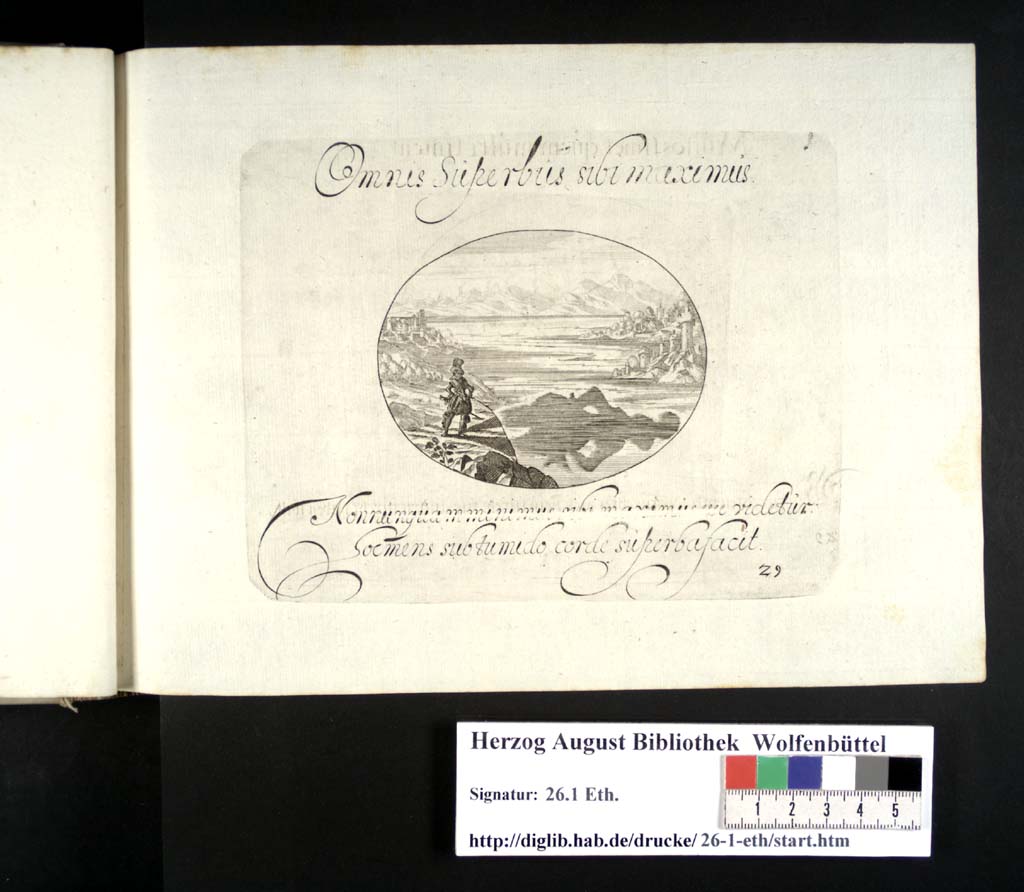 Omnis Superbus sibi maximus.
Nonnunquam minimus sibi maximus esse videtur.
Hoc mens sub tumido corde superba facit.
29
Herzog August Bibliothek Wolfenbüttel
Signatur: 26.1 Eth.
1 2 3 4 5
http://diglib.hab.de/drucke/ 26-1-eth/start.htm